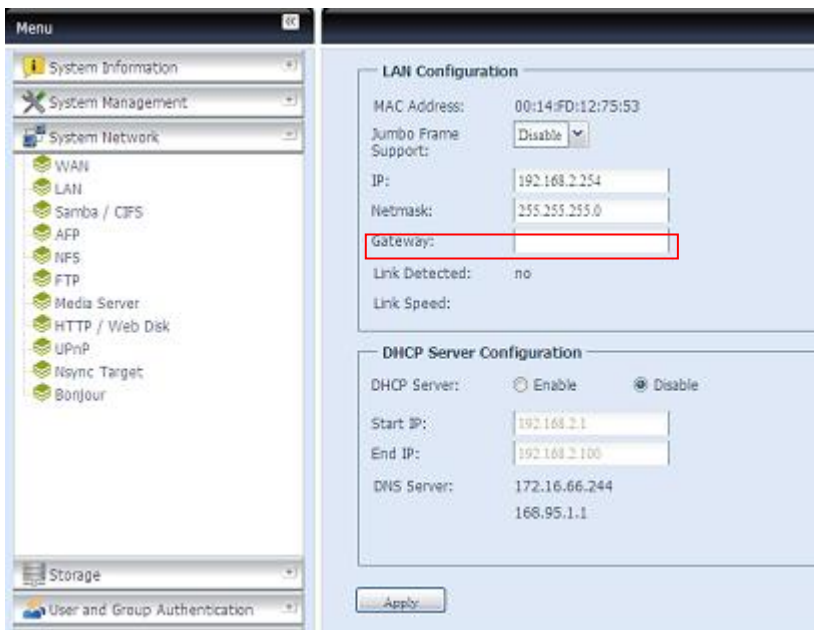 Menu
System Information
System Management
System Network
WAN
LAN
Samba / CIFS
AFP
NFS
FTP
Media Server
HTTP / Web Disk
UPnP
Nsync Target
Bonjour
Storage
User and Group Authentication
LAN Configuration
MAC Address: 00:14:FD:12:75:53
Jumbo Frame Support: Disable
IP: 192.168.2.254
Netmask: 255.255.255.0
Gateway:
Link Detected: no
Link Speed:
DHCP Server Configuration
DHCP Server: Enable Disable
Start IP: 192.168.2.1
End IP: 192.168.2.100
DNS Server: 172.16.66.244
168.95.1.1
Apply